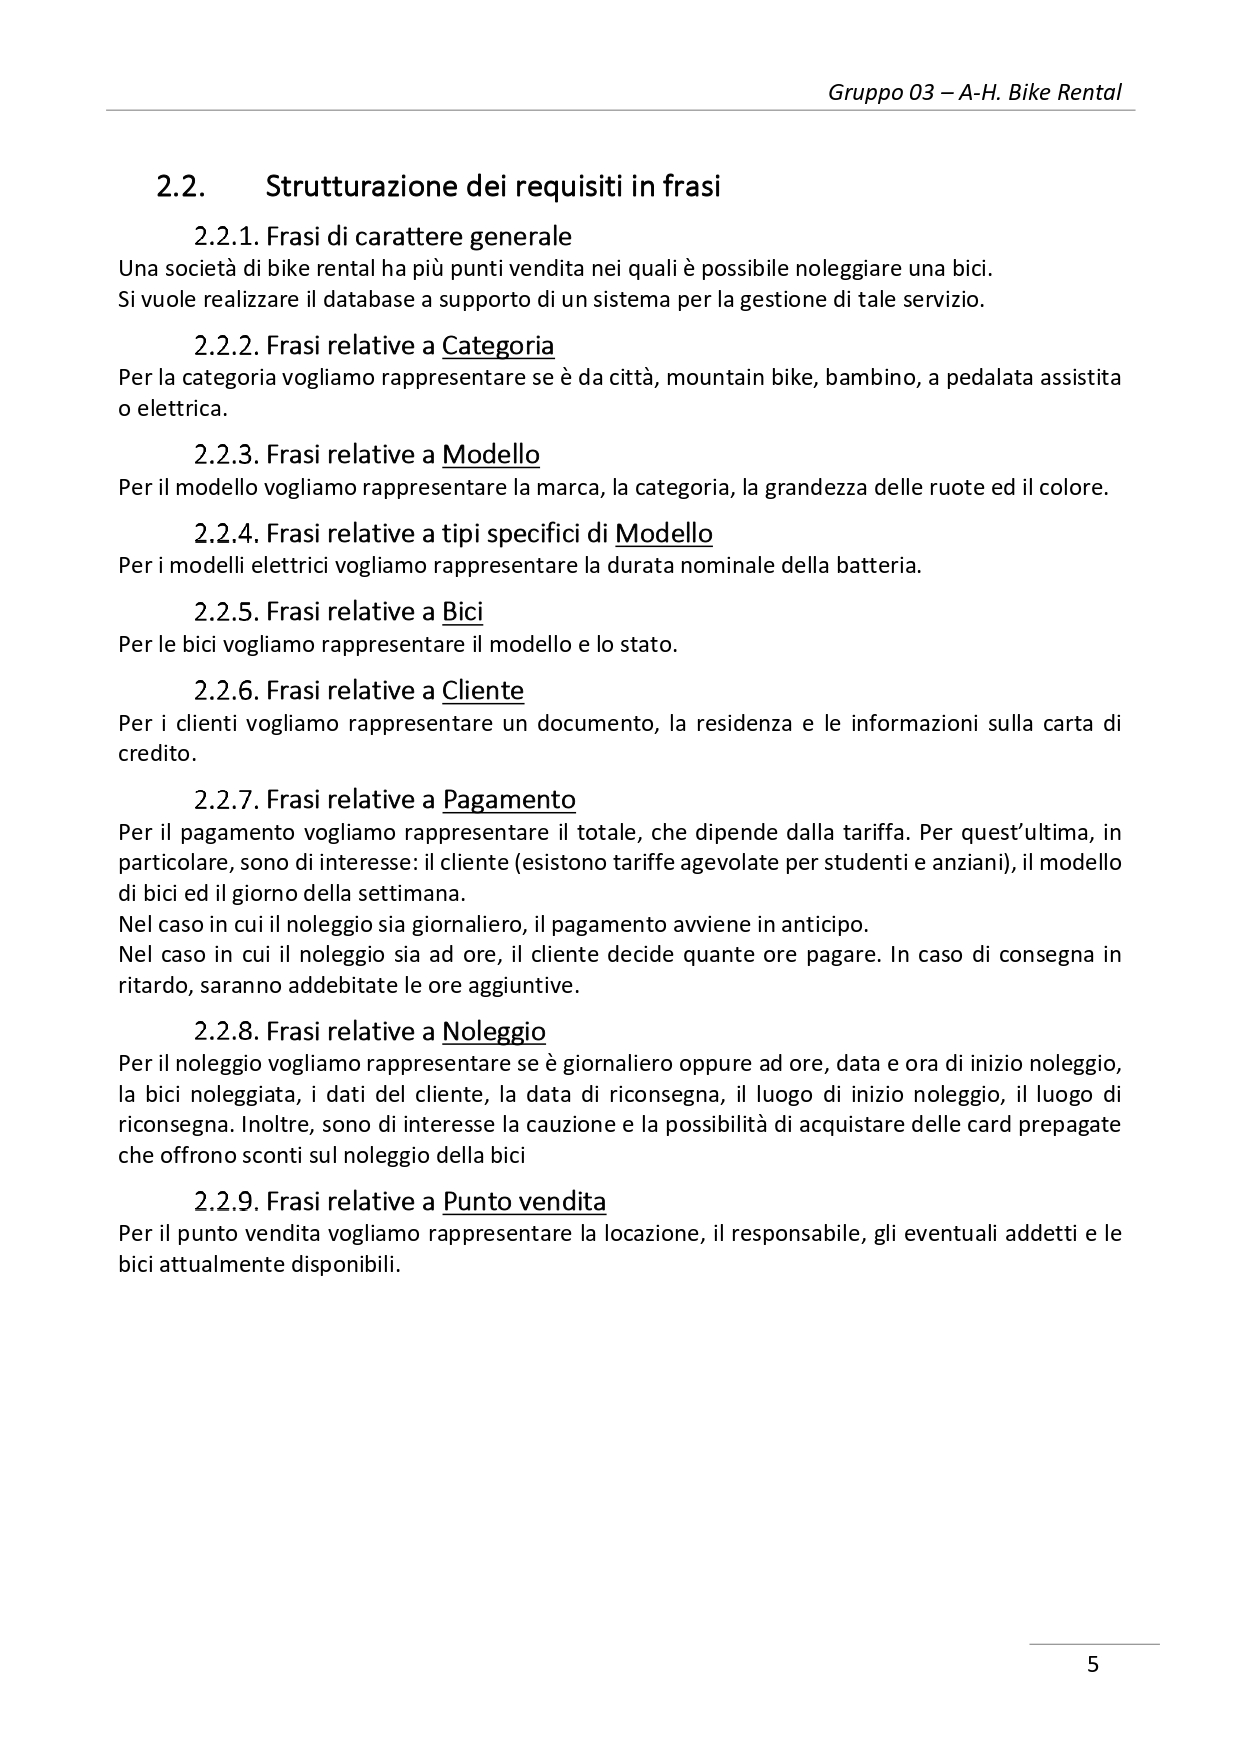 Gruppo 03 – A-H. Bike Rental
2.2. Strutturazione dei requisiti in frasi
2.2.1. Frasi di carattere generale
Una società di bike rental ha più punti vendita nei quali è possibile noleggiare una bici.
Si vuole realizzare il database a supporto di un sistema per la gestione di tale servizio.
2.2.2. Frasi relative a Categoria
Per la categoria vogliamo rappresentare se è da città, mountain bike, bambino, a pedalata assistita
o elettrica.
2.2.3. Frasi relative a Modello
Per il modello vogliamo rappresentare la marca, la categoria, la grandezza delle ruote ed il colore.
2.2.4. Frasi relative a tipi specifici di Modello
Per i modelli elettrici vogliamo rappresentare la durata nominale della batteria.
2.2.5. Frasi relative a Bici
Per le bici vogliamo rappresentare il modello e lo stato.
2.2.6. Frasi relative a Cliente
Per i clienti vogliamo rappresentare un documento, la residenza e le informazioni sulla carta di
credito.
2.2.7. Frasi relative a Pagamento
Per il pagamento vogliamo rappresentare il totale, che dipende dalla tariffa. Per quest’ultima, in
particolare, sono di interesse: il cliente (esistono tariffe agevolate per studenti e anziani), il modello
di bici ed il giorno della settimana.
Nel caso in cui il noleggio sia giornaliero, il pagamento avviene in anticipo.
Nel caso in cui il noleggio sia ad ore, il cliente decide quante ore pagare. In caso di consegna in
ritardo, saranno addebitate le ore aggiuntive.
2.2.8. Frasi relative a Noleggio
Per il noleggio vogliamo rappresentare se è giornaliero oppure ad ore, data e ora di inizio noleggio,
la bici noleggiata, i dati del cliente, la data di riconsegna, il luogo di inizio noleggio, il luogo di
riconsegna. Inoltre, sono di interesse la cauzione e la possibilità di acquistare delle card prepagate
che offrono sconti sul noleggio della bici
2.2.9. Frasi relative a Punto vendita
Per il punto vendita vogliamo rappresentare la locazione, il responsabile, gli eventuali addetti e le
bici attualmente disponibili.
5